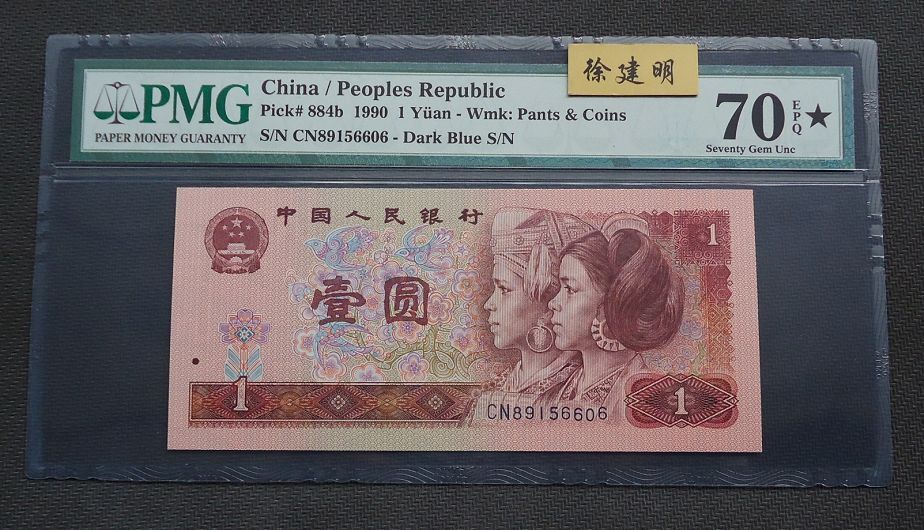 徐建明
PMG
PAPER MONEY GUARANTY
China / Peoples Republic
Pick# 884b 1990 1 Yüan - Wmk: Pants & Coins
S/N CN89156606 - Dark Blue S/N
70 EPQ★
Seventy Gem Unc
中国人民银行
1
壹圆
1
CN89156606
1